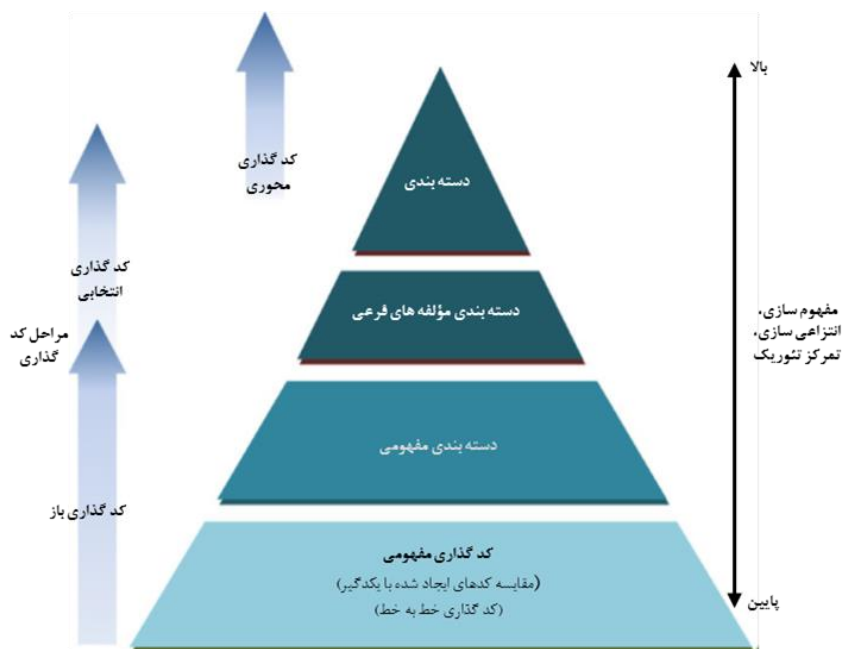 بالا
کد گذاری
محوری
دسته بندی
کد گذاری
انتخابی
مراحل کد
گذاری
دسته بندی مؤلفه های فرعی
مفهوم سازی،
انتزاعی سازی،
تمرکز تئوریک
دسته بندی مفهومی
کد گذاری باز
کد گذاری مفهومی
(مقایسه کدهای ایجاد شده با یکدگیر)
(کد گذاری خط به خط)
پایین